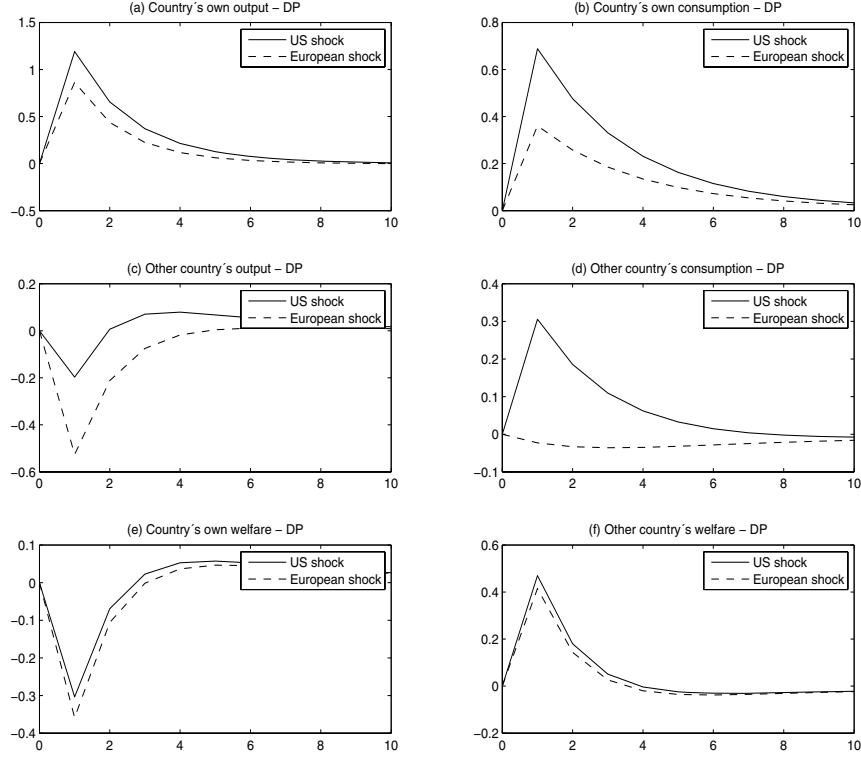 (a) Country´s own output − DP
1.5
1
0.5
0
−0.5
0 2 4 6 8 10
US shock
European shock
(b) Country´s own consumption − DP
0.8
0.6
0.4
0.2
0
0 2 4 6 8 10
US shock
European shock
(c) Other country´s output − DP
0.2
0
−0.2
−0.4
−0.6
0 2 4 6 8 10
US shock
European shock
(d) Other country´s consumption − DP
0.4
0.3
0.2
0.1
0
−0.1
0 2 4 6 8 10
US shock
European shock
(e) Country´s own welfare − DP
0.1
0
−0.1
−0.2
−0.3
−0.4
0 2 4 6 8 10
US shock
European shock
(f) Other country´s welfare − DP
0.6
0.4
0.2
0
−0.2
0 2 4 6 8 10
US shock
European shock